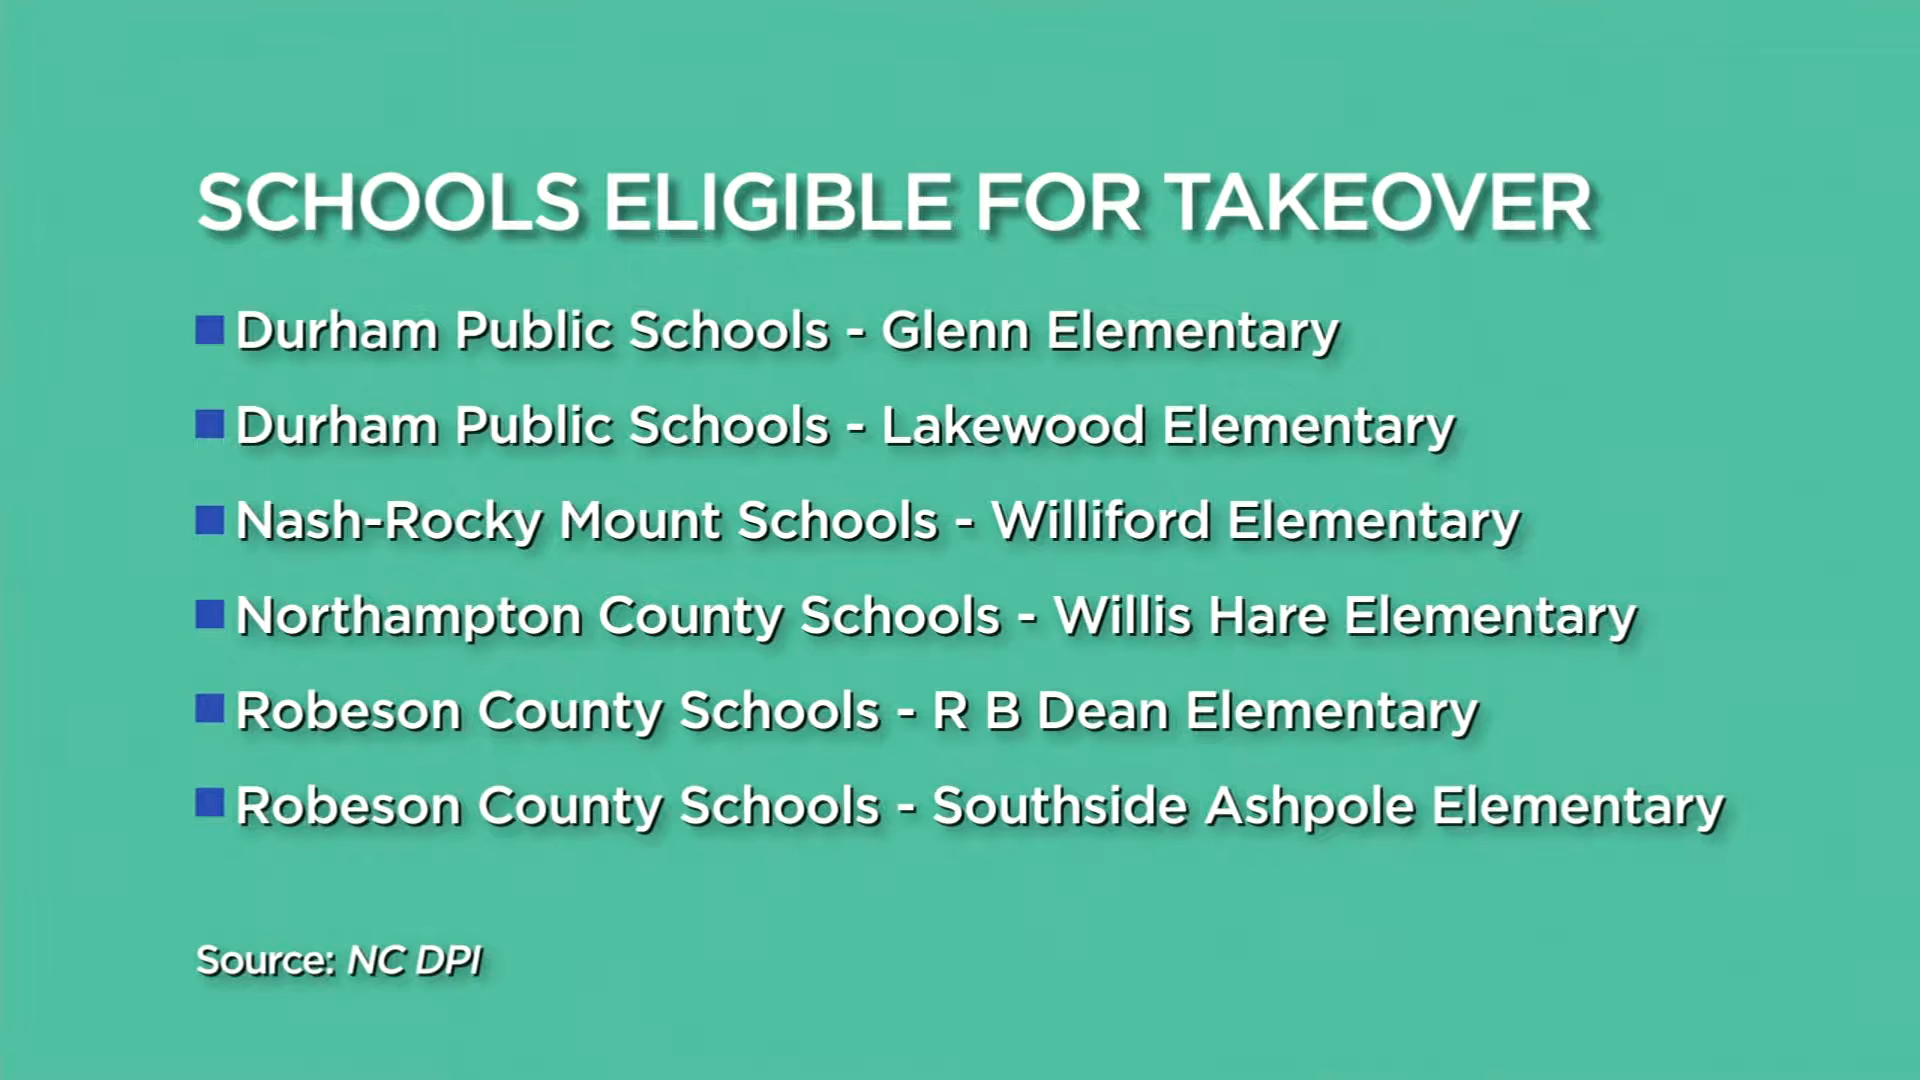 SCHOOLS ELIGIBLE FOR TAKEOVER
Durham Public Schools - Glenn Elementary
Durham Public Schools - Lakewood Elementary
Nash-Rocky Mount Schools - Williford Elementary
Northampton County Schools - Willis Hare Elementary
Robeson County Schools - R B Dean Elementary
Robeson County Schools - Southside Ashpole Elementary
Source: NC DPI